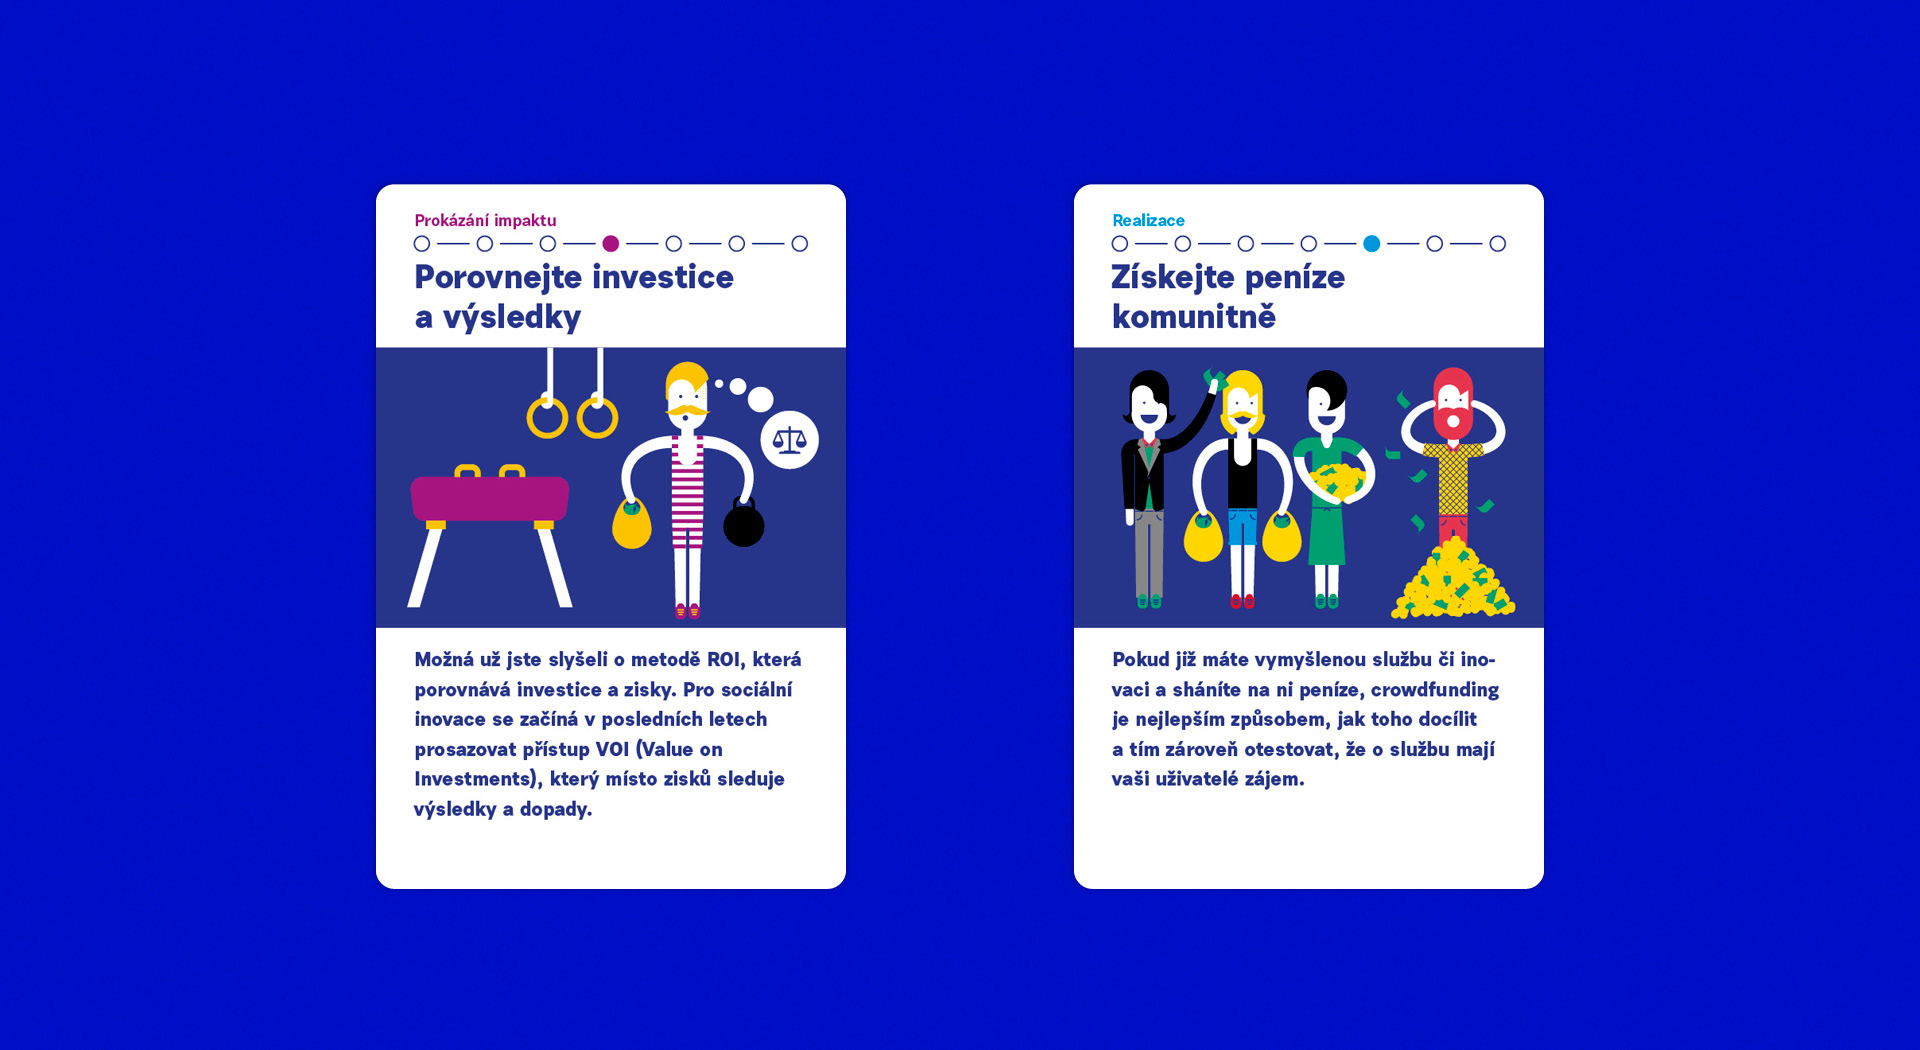 Prokázání impaktu
Porovnejte investice
a výsledky
Možná už jste slyšeli o metodě ROI, která
porovnává investice a zisky. Pro sociální
inovace se začíná v posledních letech
prosazovat přístup VOI (Value on
Investments), který místo zisků sleduje
výsledky a dopady.
Realizace
Získejte peníze
komunitně
Pokud již máte vymyšlenou službu či ino-
vaci a sháníte na ni peníze, crowdfunding
je nejlepším způsobem, jak toho docílit
a tím zároveň otestovat, že o službu mají
vaši uživatelé zájem.